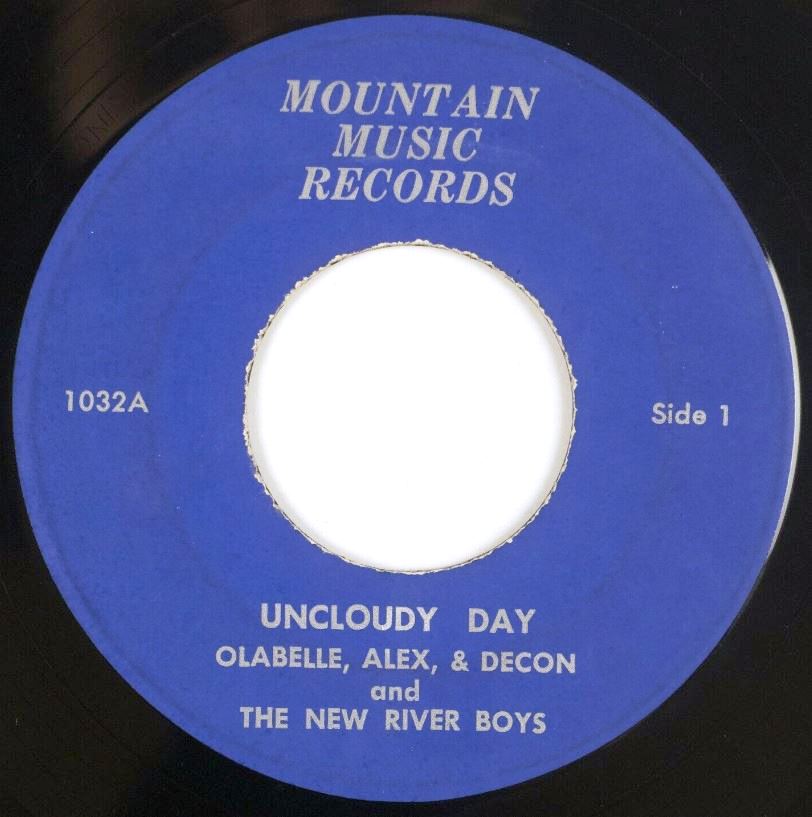 MOUNTAIN
MUSIC
RECORDS
1032A
Side 1
UNCLOUDY DAY
OLABELLE, ALEX, & DECON
and
THE NEW RIVER BOYS